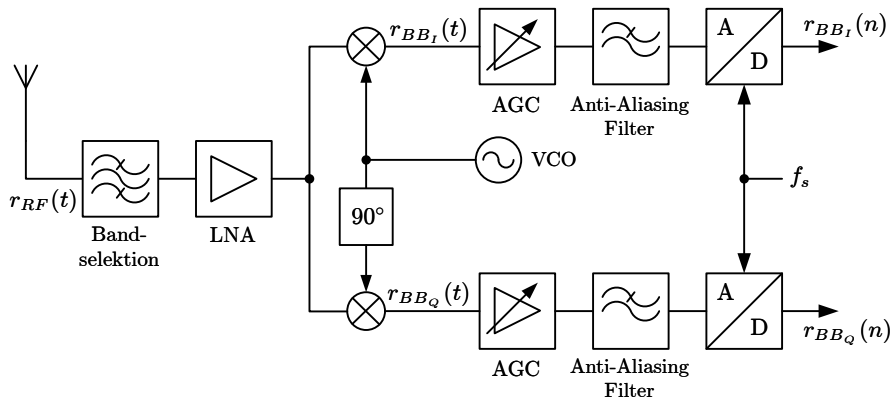 r_{BB_I}(t)
A
D
r_{BB_I}(n)
AGC
Anti-Aliasing
Filter
VCO
f_s
r_{RF}(t)
LNA
Band-
selektion
90°
r_{BB_Q}(t)
A
D
r_{BB_Q}(n)
AGC
Anti-Aliasing
Filter